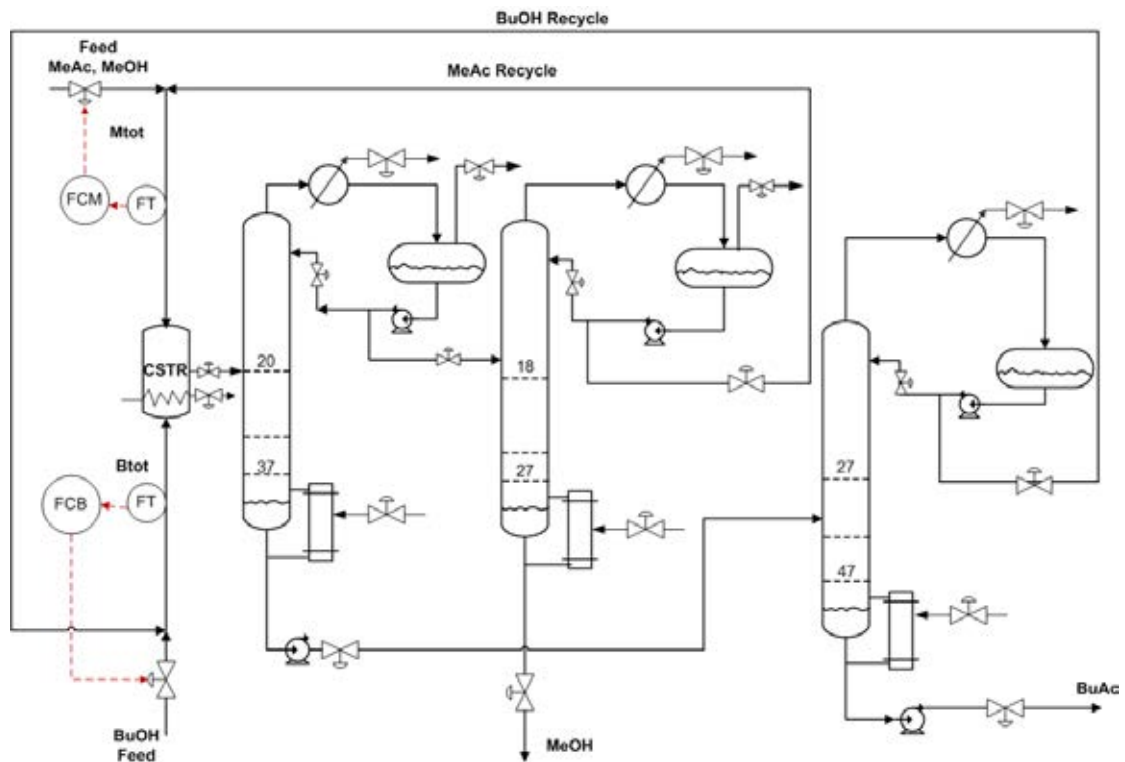 BuOH Recycle
Feed
MeAc, MeOH
MeAc Recycle
Mtot
FCM
FT
CSTR
20
18
Btot
37
27
27
FCB
FT
47
BuAc
BuOH
Feed
MeOH